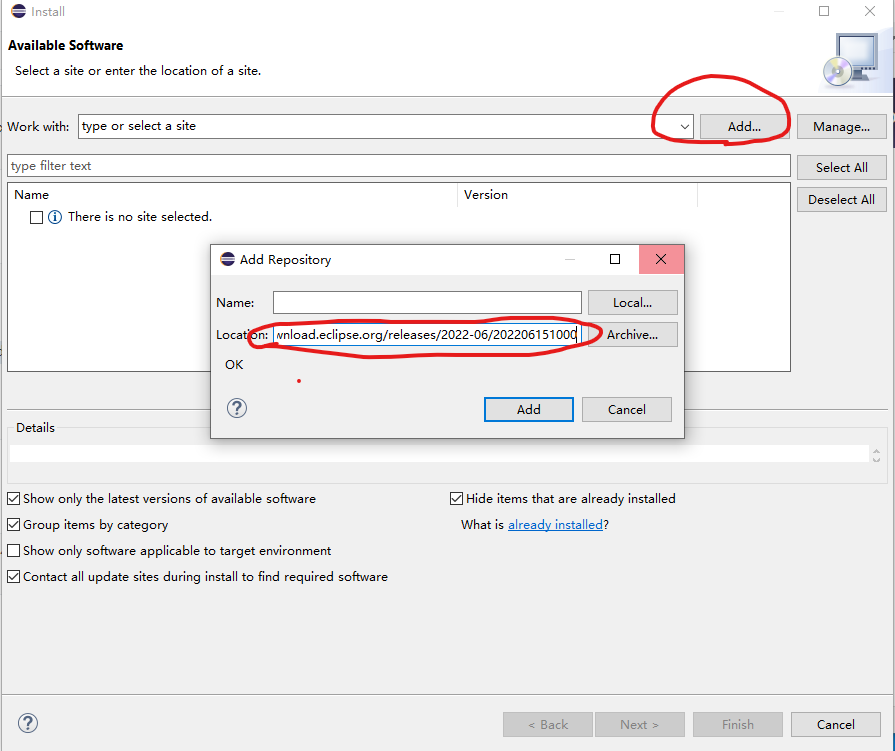 Install
Available Software
Select a site or enter the location of a site.
Work with: type or select a site Add... Manage...
type filter text Select All
Name Version Deselect All
There is no site selected.
Add Repository
Name: Local...
Location: wnload.eclipse.org/releases/2022-06/202206151000 Archive...
OK
? Add Cancel
Details
Show only the latest versions of available software Hide items that are already installed
Group items by category What is already installed?
Show only software applicable to target environment
Contact all update sites during install to find required software
? < Back Next > Finish Cancel